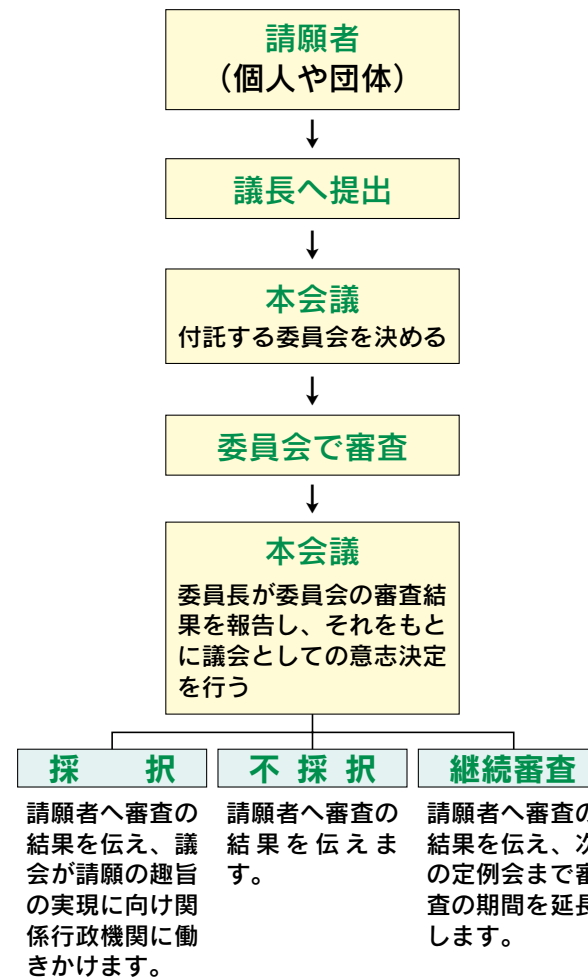 請願者
(個人や団体)
↓
議長へ提出
↓
本会議
付託する委員会を決める
↓
委員会で審査
↓
本会議
委員長が委員会の審査結
果を報告し、それをもと
に議会としての意志決定
を行う
採　択
請願者へ審査の
結果を伝え、議
会が請願の趣旨
の実現に向け関
係行政機関に働
きかけます。
不採択
請願者へ審査の
結果を伝えま
す。
継続審査
請願者へ審査の
結果を伝え、次
の定例会まで審
査の期間を延長
します。